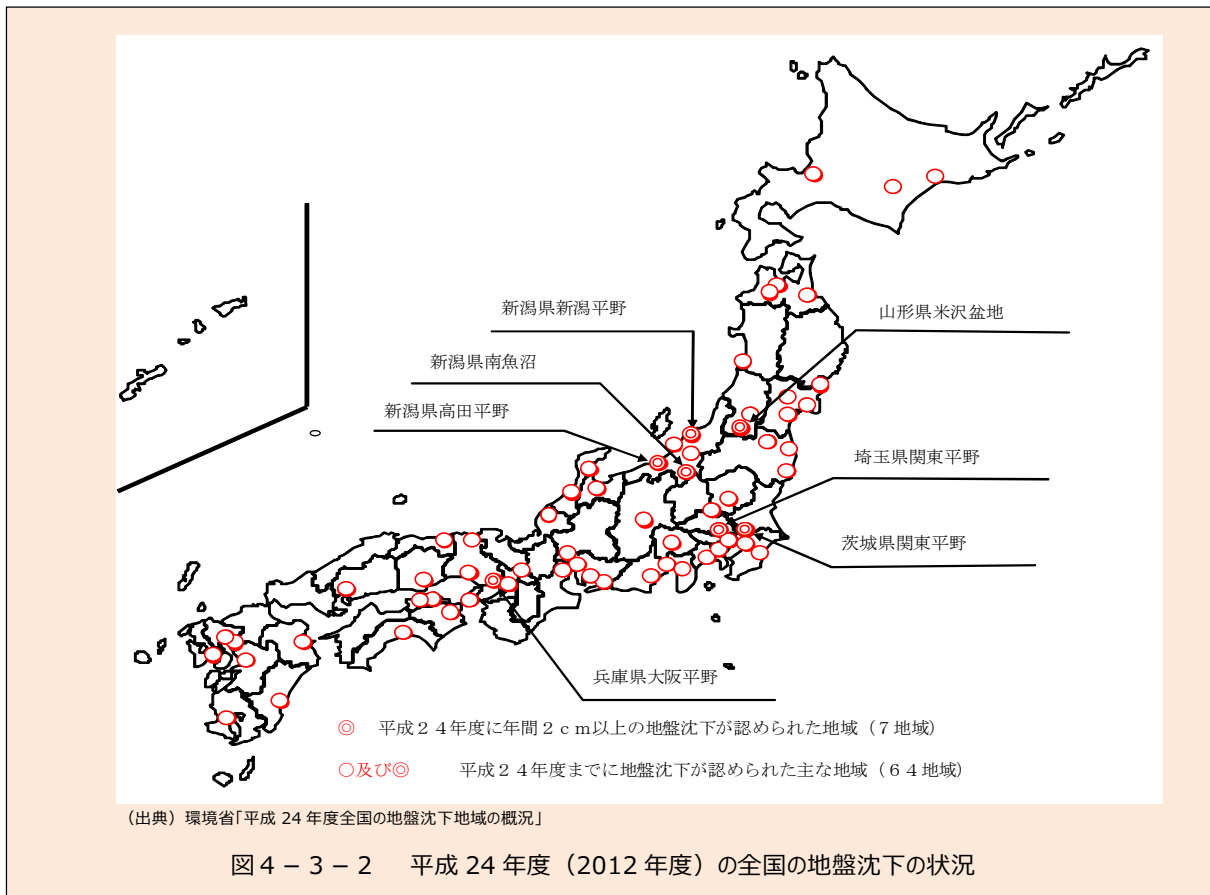 新潟県新潟平野
山形県米沢盆地
新潟県南魚沼
新潟県高田平野
埼玉県関東平野
茨城県関東平野
兵庫県大阪平野
◎ 平成２４年度に年間２ｃｍ以上の地盤沈下が認められた地域（７地域）
○及び◎ 平成２４年度までに地盤沈下が認められた主な地域（６４地域）
（出典）環境省「平成 24 年度全国の地盤沈下地域の概況」
図４－３－２ 平成 24 年度（2012 年度）の全国の地盤沈下の状況